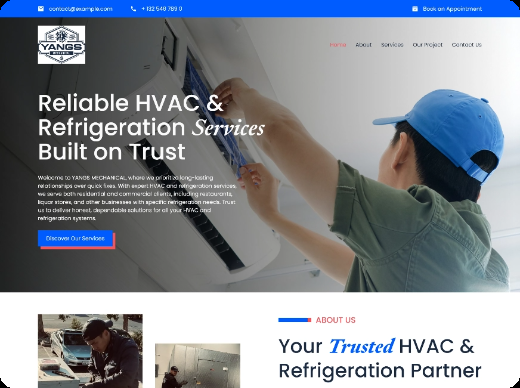 contact@example.com
Book an Appointment
YANGS
Home
About
Services
Our Project
Contact Us
Reliable HVAC &
Refrigeration Services
Built on Trust
Welcome to YANGS MECHANICAL where we prioritize long-lasting
relationships over quick fixes. With expert HVAC and refrigeration services,
we serve both residential and commercial clients, including restaurants,
liquor stores, and other businesses with specific refrigeration needs. Trust
us to deliver honest, dependable solutions for all your HVAC and
refrigeration systems.
Discover Our Services
ABOUT US
Your Trusted HVAC &
Refrigeration Partner